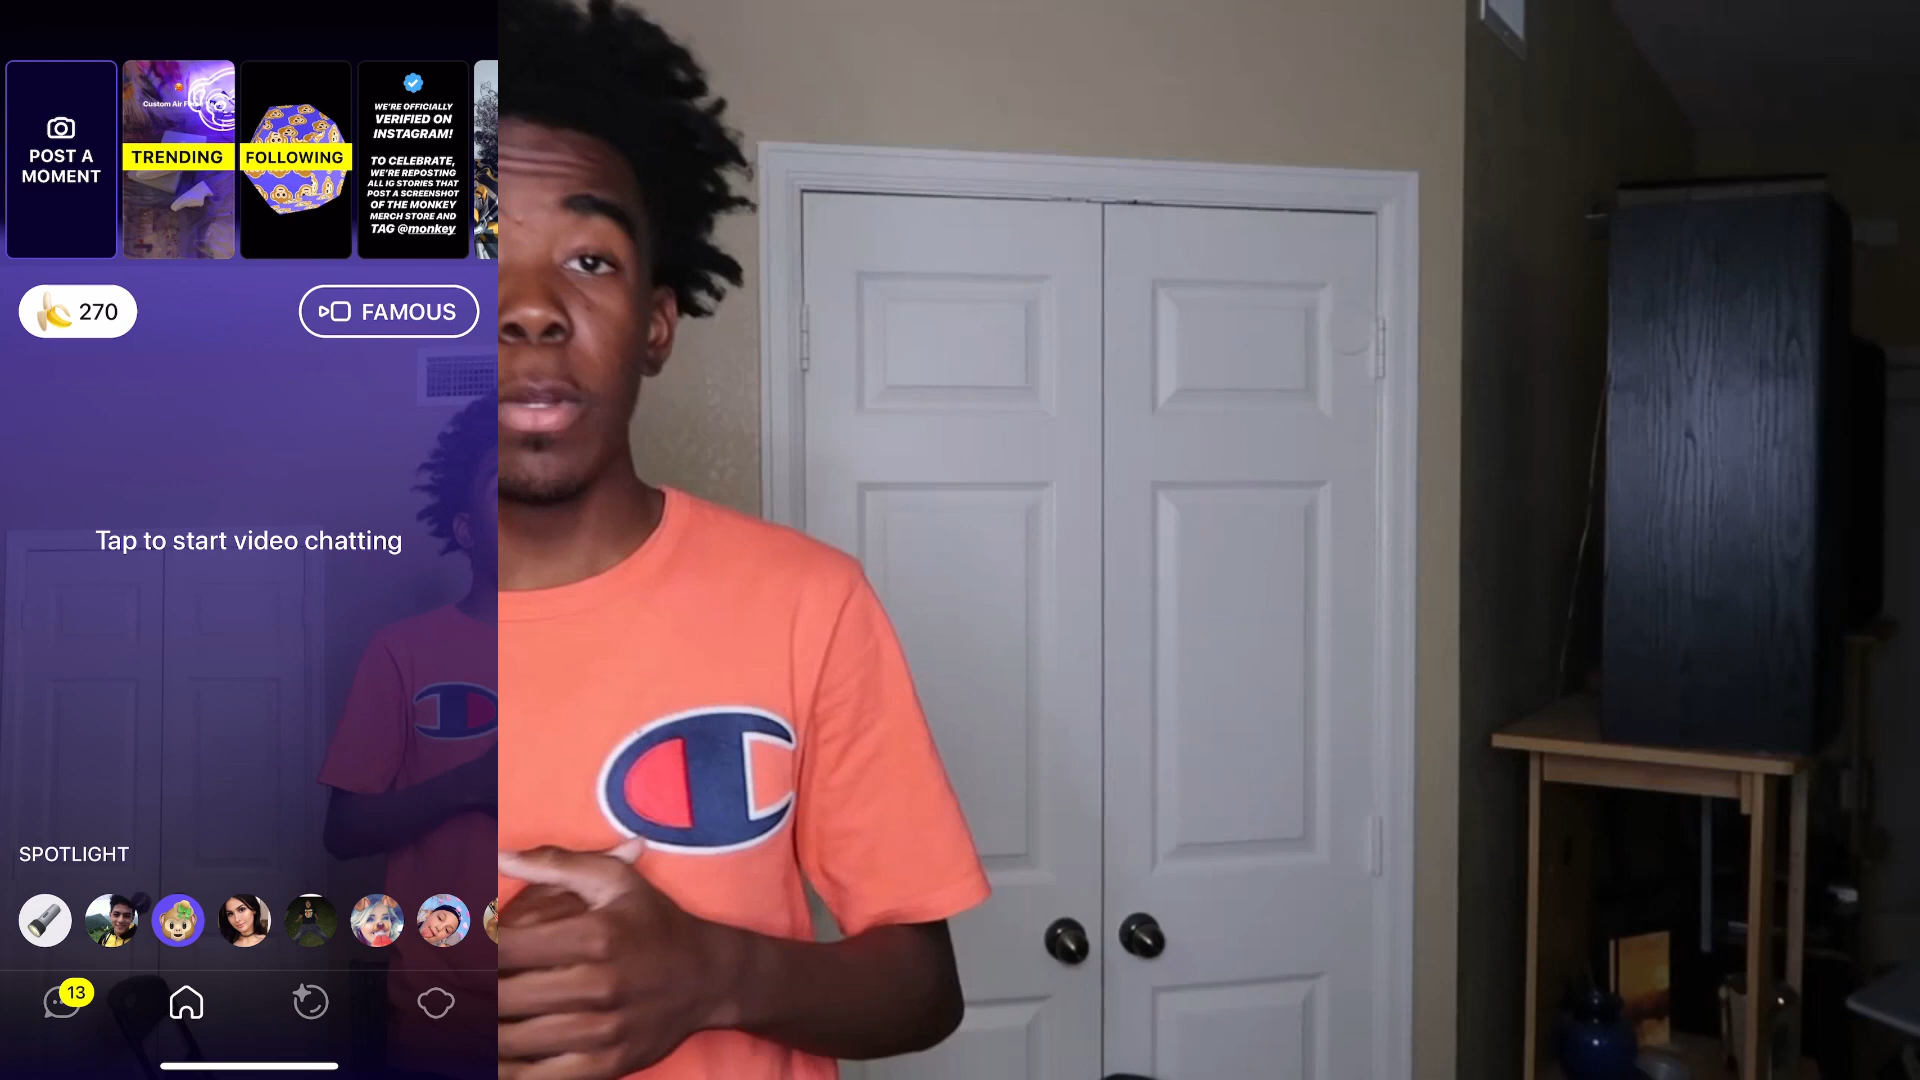 POST A
MOMENT
Custom Air
TRENDING
FOLLOWING
WE'RE OFFICIALLY
VERIFIED ON
INSTAGRAM!
TO CELEBRATE,
WE'RE REPOSTING
ALL IG STORIES THAT
POST A SCREENSHOT
OF THE MONKEY
MERCH STORE AND
TAG @monkey
270
FAMOUS
Tap to start video chatting
SPOTLIGHT
13